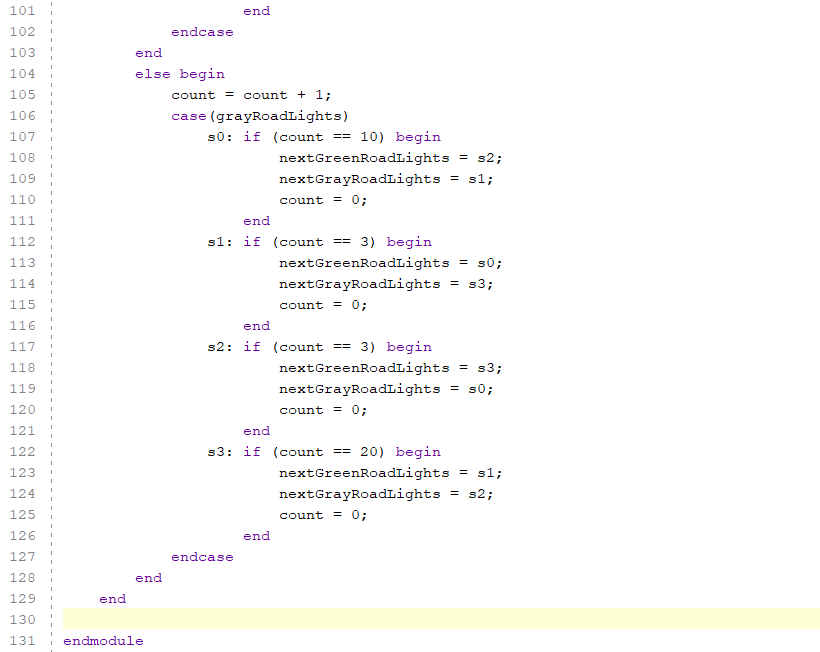 101 end
102 endcase
103 end
104 else begin
105 count = count + 1;
106 case(grayRoadLights)
107 s0: if (count == 10) begin
108 nextGreenRoadLights = s2;
109 nextGrayRoadLights = s1;
110 count = 0;
111 end
112 s1: if (count == 3) begin
113 nextGreenRoadLights = s0;
114 nextGrayRoadLights = s3;
115 count = 0;
116 end
117 s2: if (count == 3) begin
118 nextGreenRoadLights = s3;
119 nextGrayRoadLights = s0;
120 count = 0;
121 end
122 s3: if (count == 20) begin
123 nextGreenRoadLights = s1;
124 nextGrayRoadLights = s2;
125 count = 0;
126 end
127 endcase
128 end
129 end
130
131 endmodule